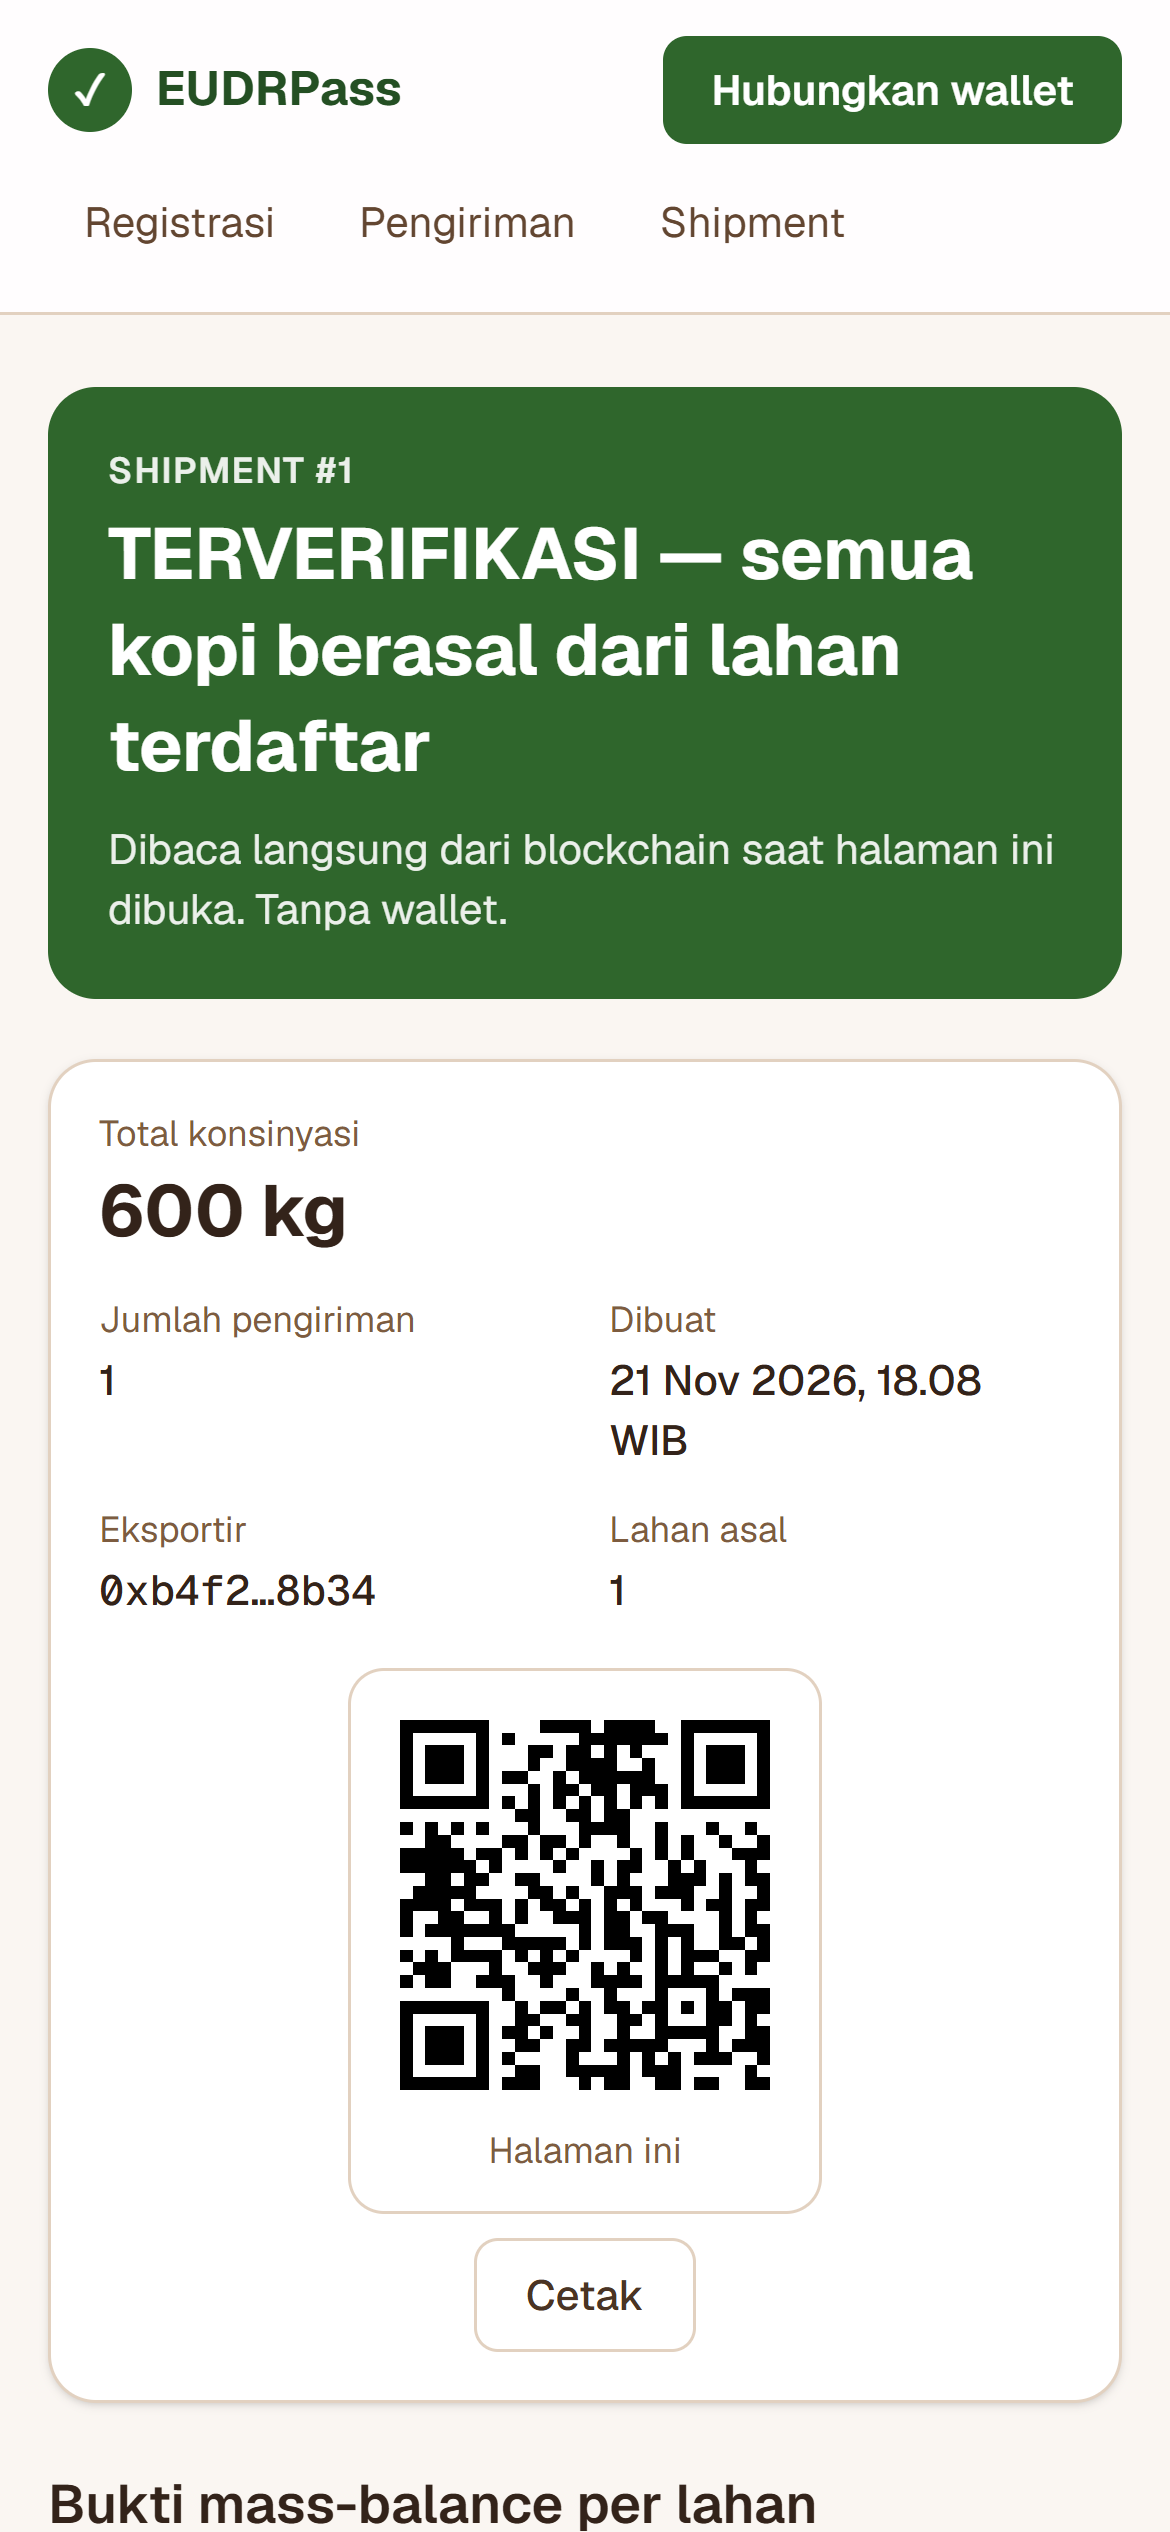 EUDRPass
Hubungkan wallet
Registrasi Pengiriman Shipment
SHIPMENT #1
TERVERIFIKASI — semua
kopi berasal dari lahan
terdaftar
Dibaca langsung dari blockchain saat halaman ini
dibuka. Tanpa wallet.
Total konsinyasi
600 kg
Jumlah pengiriman
1
Dibuat
21 Nov 2026, 18.08
WIB
Eksportir
0xb4f2…8b34
Lahan asal
1
Halaman ini
Cetak
Bukti mass-balance per lahan